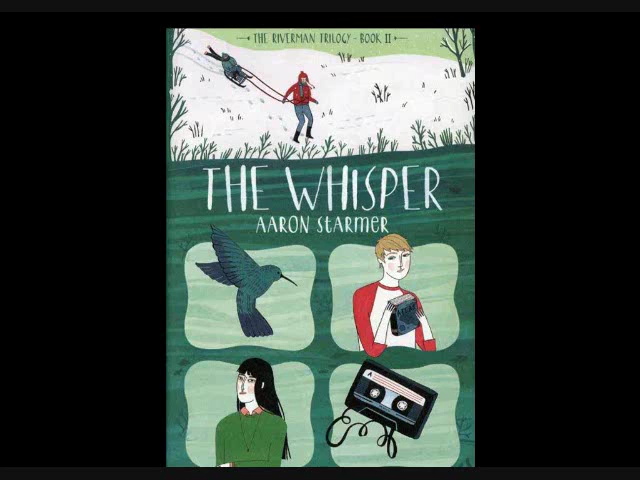 THE RIVERMAN TRILOGY - BOOK II
THE WHISPER
AARON STARMER
A